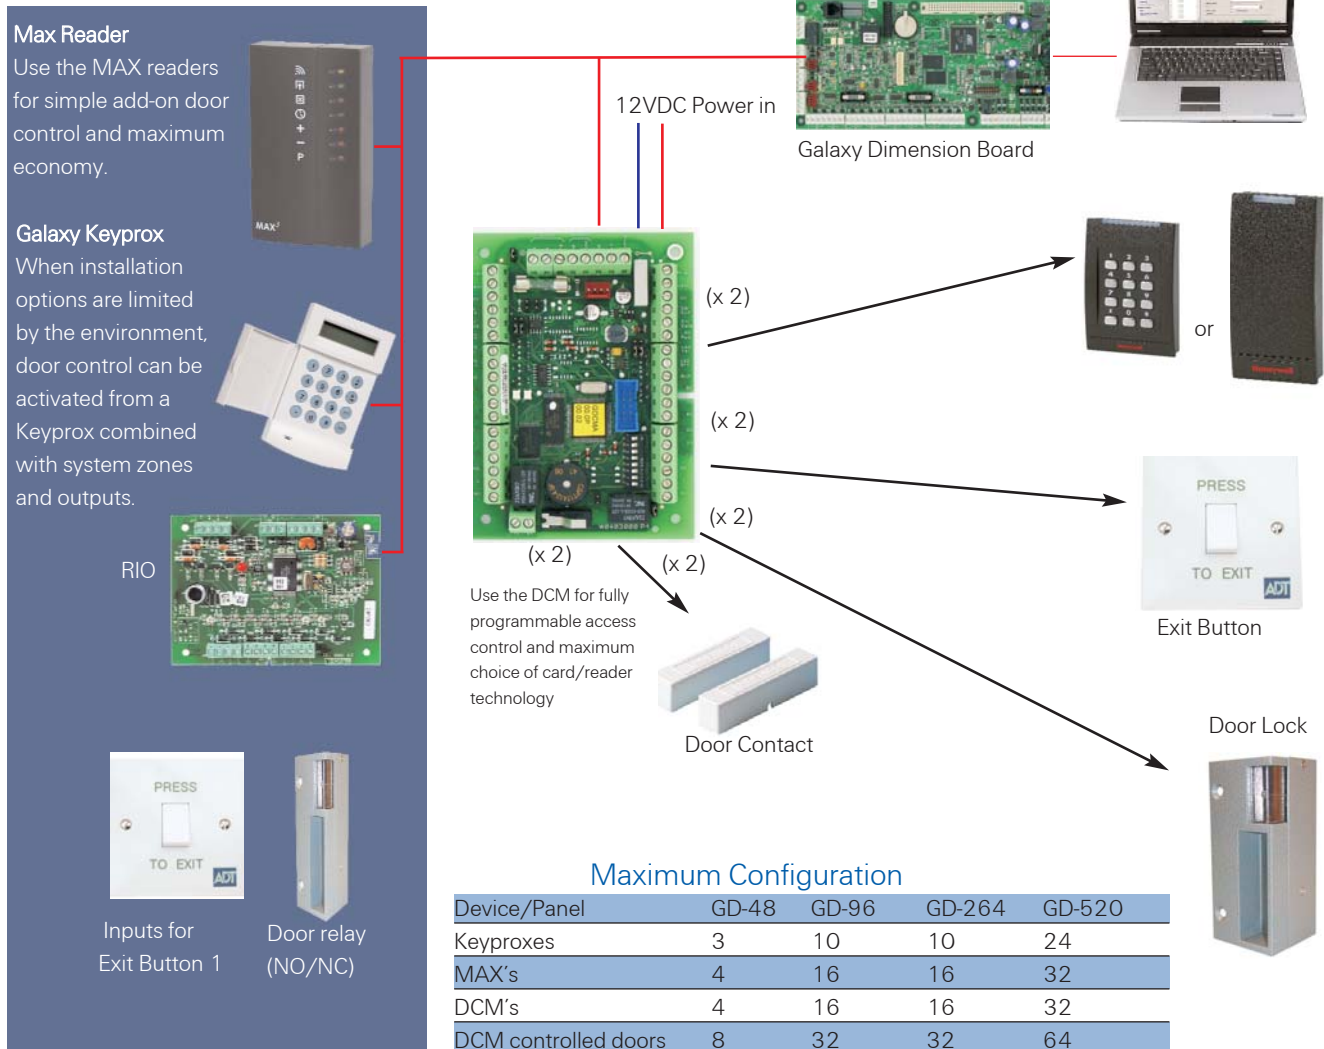 Max Reader
Use the MAX readers
for simple add-on door
control and maximum
economy.
MAX³
P
Galaxy Keyprox
When installation
options are limited
by the environment,
door control can be
activated from a
Keyprox combined
with system zones
and outputs.
RIO
PRESS
TO EXIT
ADT
Inputs for
Exit Button 1
Door relay
(NO/NC)
12VDC Power in
Galaxy Dimension Board
(x 2)
(x 2)
(x 2)
(x 2)
(x 2)
Use the DCM for fully
programmable access
control and maximum
choice of card/reader
technology
Door Contact
or
Honeywell
PRESS
TO EXIT
ADT
Exit Button
Door Lock
Maximum Configuration
Device/Panel GD-48 GD-96 GD-264 GD-520
Keyproxes 3 10 10 24
MAX's 4 16 16 32
DCM's 4 16 16 32
DCM controlled doors 8 32 32 64